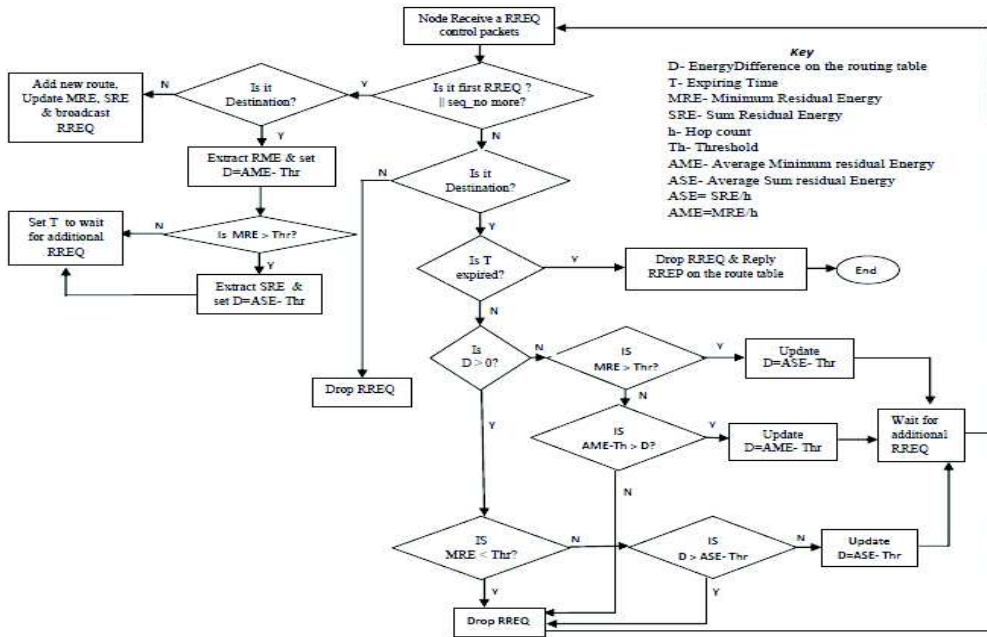 Node Receive a RREQ
control packets
Key
D- EnergyDifference on the routing table
T- Expiring Time
MRE- Minimum Residual Energy
SRE- Sum Residual Energy
h- Hop count
Th- Threshold
AME- Average Minimum residual Energy
ASE- Average Sum residual Energy
ASE= SRE/h
AME=MRE/h
Add new route,
Update MRE, SRE
& broadcast
RREQ
N
Is it
Destination?
Y
Is it first RREQ ?
|| seq_no more?
Y
N
Extract RME & set
D=AME- Thr
N
Is it
Destination?
Set T to wait
for additional
RREQ
N
Is MRE > Thr?
Y
Y
Extract SRE &
set D=ASE- Thr
Is T
expired?
Y
Drop RREQ & Reply
RREP on the route table
End
N
Is
D > 0?
N
IS
MRE > Thr?
Y
Update
D=ASE- Thr
Drop RREQ
N
Y
IS
AME-Th > D?
Y
Update
D=AME- Thr
Wait for
additional
RREQ
N
IS
MRE < Thr?
N
IS
D > ASE- Thr
N
Update
D=ASE- Thr
Y
Y
Drop RREQ